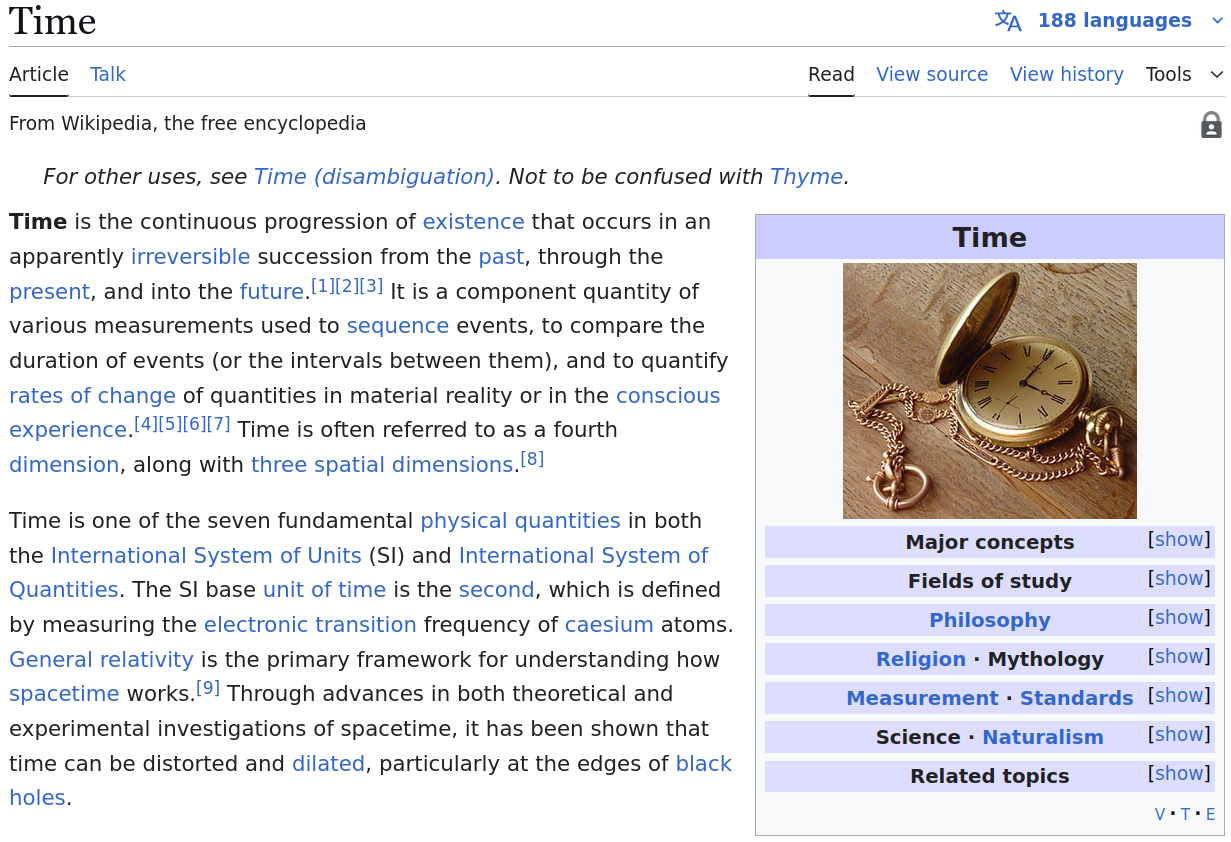 Time
188 languages
Article Talk Read View source View history Tools
From Wikipedia, the free encyclopedia
For other uses, see Time (disambiguation). Not to be confused with Thyme.
Time is the continuous progression of existence that occurs in an
apparently irreversible succession from the past, through the
present, and into the future.[1][2][3] It is a component quantity of
various measurements used to sequence events, to compare the
duration of events (or the intervals between them), and to quantify
rates of change of quantities in material reality or in the conscious
experience.[4][5][6][7] Time is often referred to as a fourth
dimension, along with three spatial dimensions.[8]
Time is one of the seven fundamental physical quantities in both
the International System of Units (SI) and International System of
Quantities. The SI base unit of time is the second, which is defined
by measuring the electronic transition frequency of caesium atoms.
General relativity is the primary framework for understanding how
spacetime works.[9] Through advances in both theoretical and
experimental investigations of spacetime, it has been shown that
time can be distorted and dilated, particularly at the edges of black
holes.
Time
Major concepts [show]
Fields of study [show]
Philosophy [show]
Religion · Mythology [show]
Measurement · Standards [show]
Science · Naturalism [show]
Related topics [show]
V · T · E